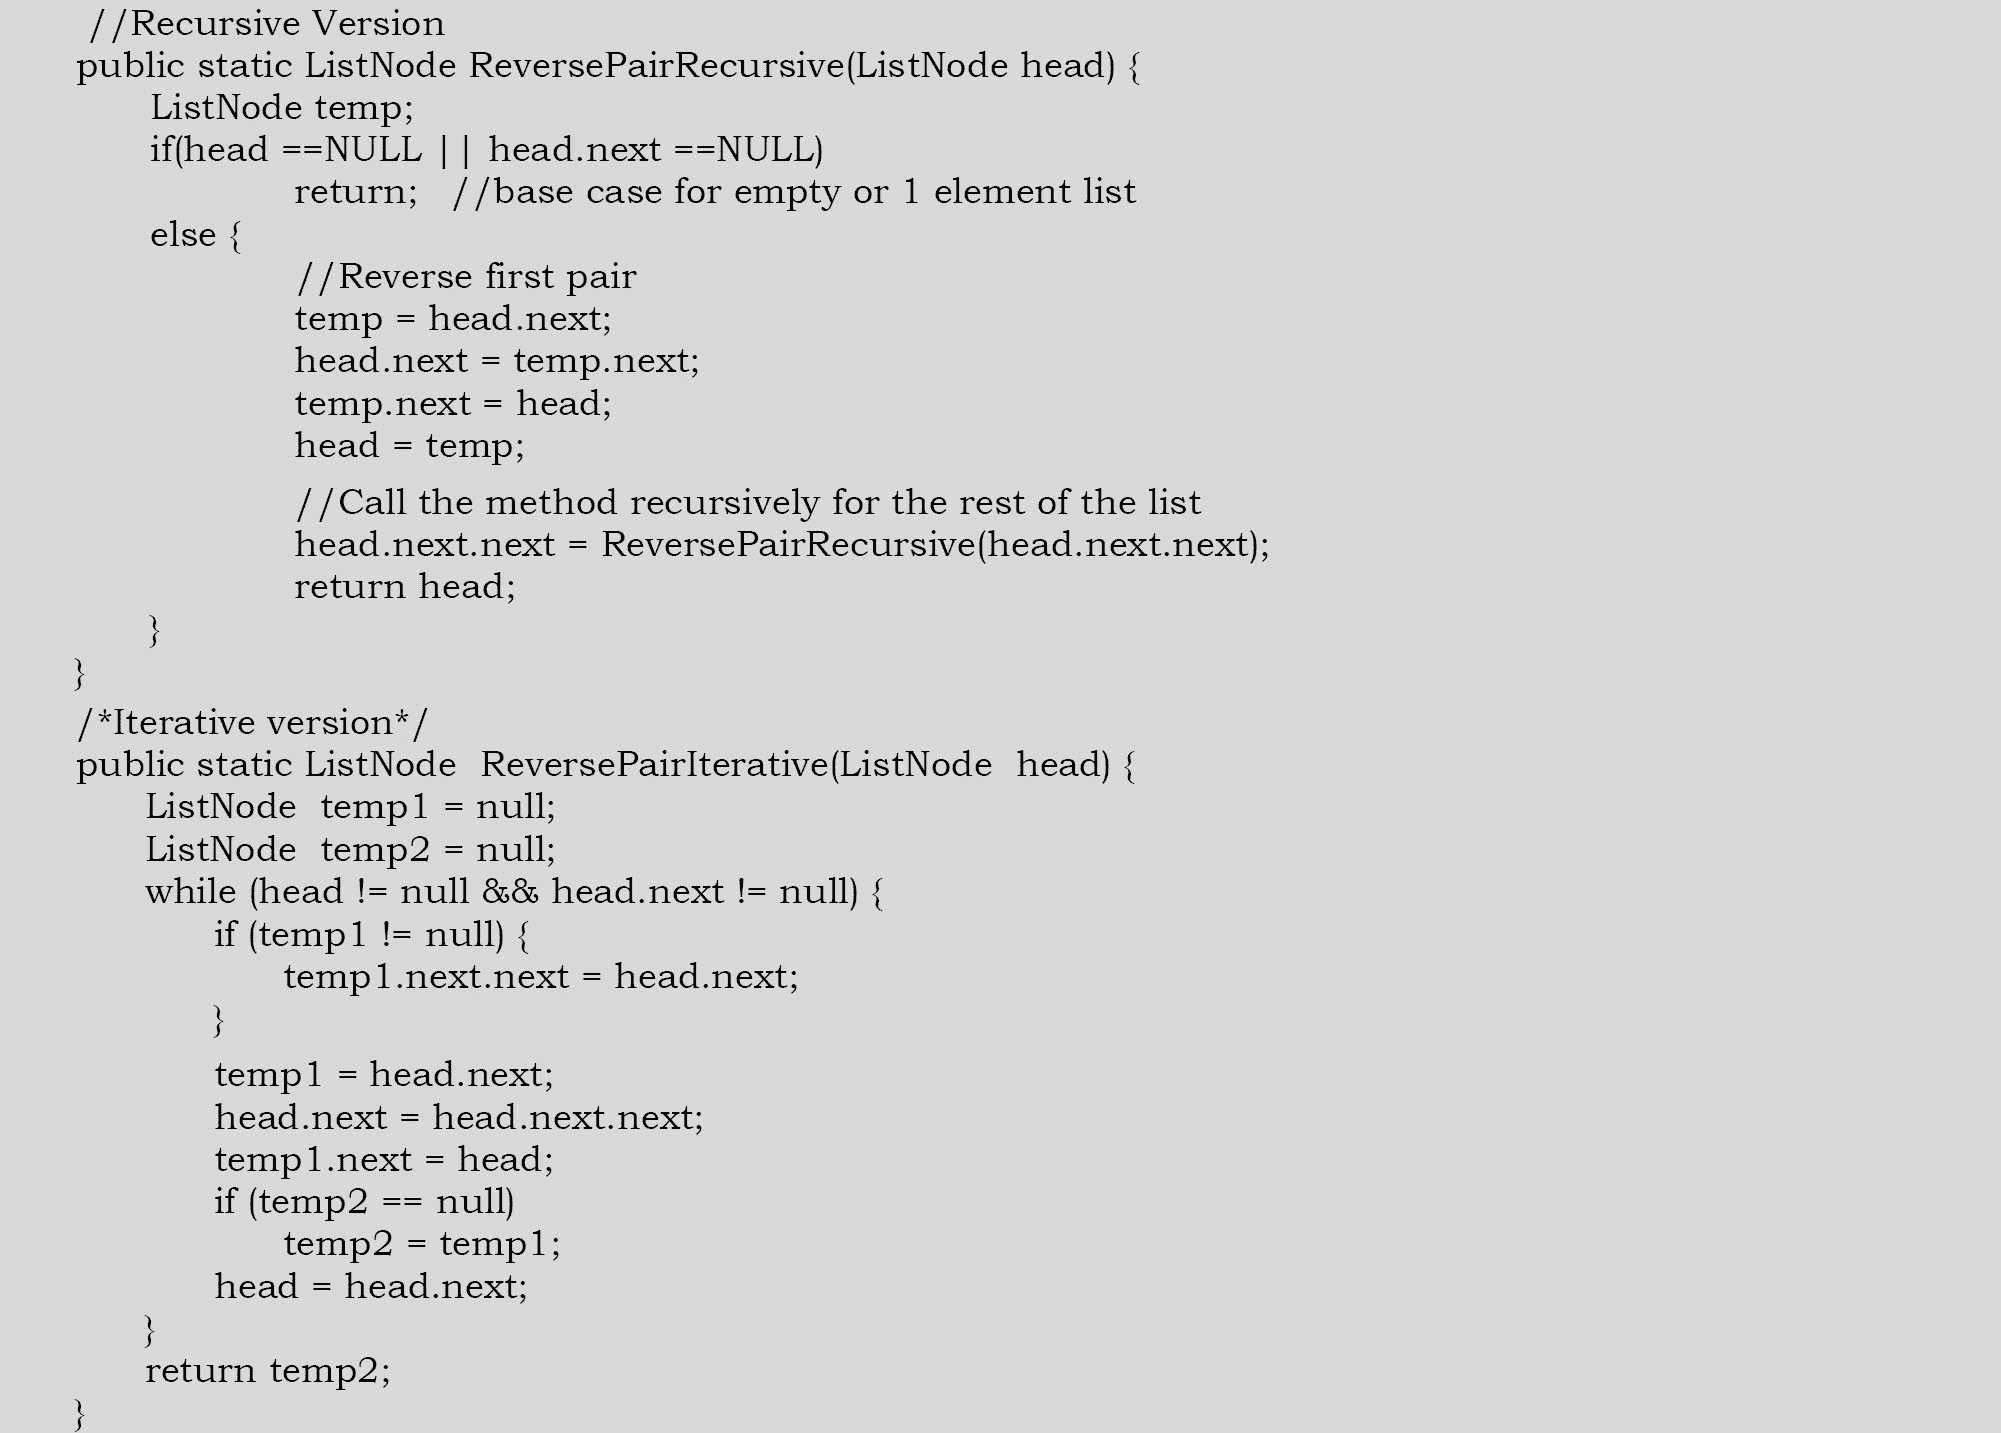 //Recursive Version
public static ListNode ReversePairRecursive(ListNode head) {
ListNode temp;
if(head ==NULL || head.next ==NULL)
return;   //base case for empty or 1 element list
else {
//Reverse first pair
temp = head.next;
head.next = temp.next;
temp.next = head;
head = temp;
//Call the method recursively for the rest of the list
head.next.next = ReversePairRecursive(head.next.next);
return head;
}
}
/*Iterative version*/
public static ListNode  ReversePairIterative(ListNode  head) {
ListNode  temp1 = null;
ListNode  temp2 = null;
while (head != null && head.next != null) {
if (temp1 != null) {
temp1.next.next = head.next;
}
temp1 = head.next;
head.next = head.next.next;
temp1.next = head;
if (temp2 == null)
temp2 = temp1;
head = head.next;
}
return temp2;
}